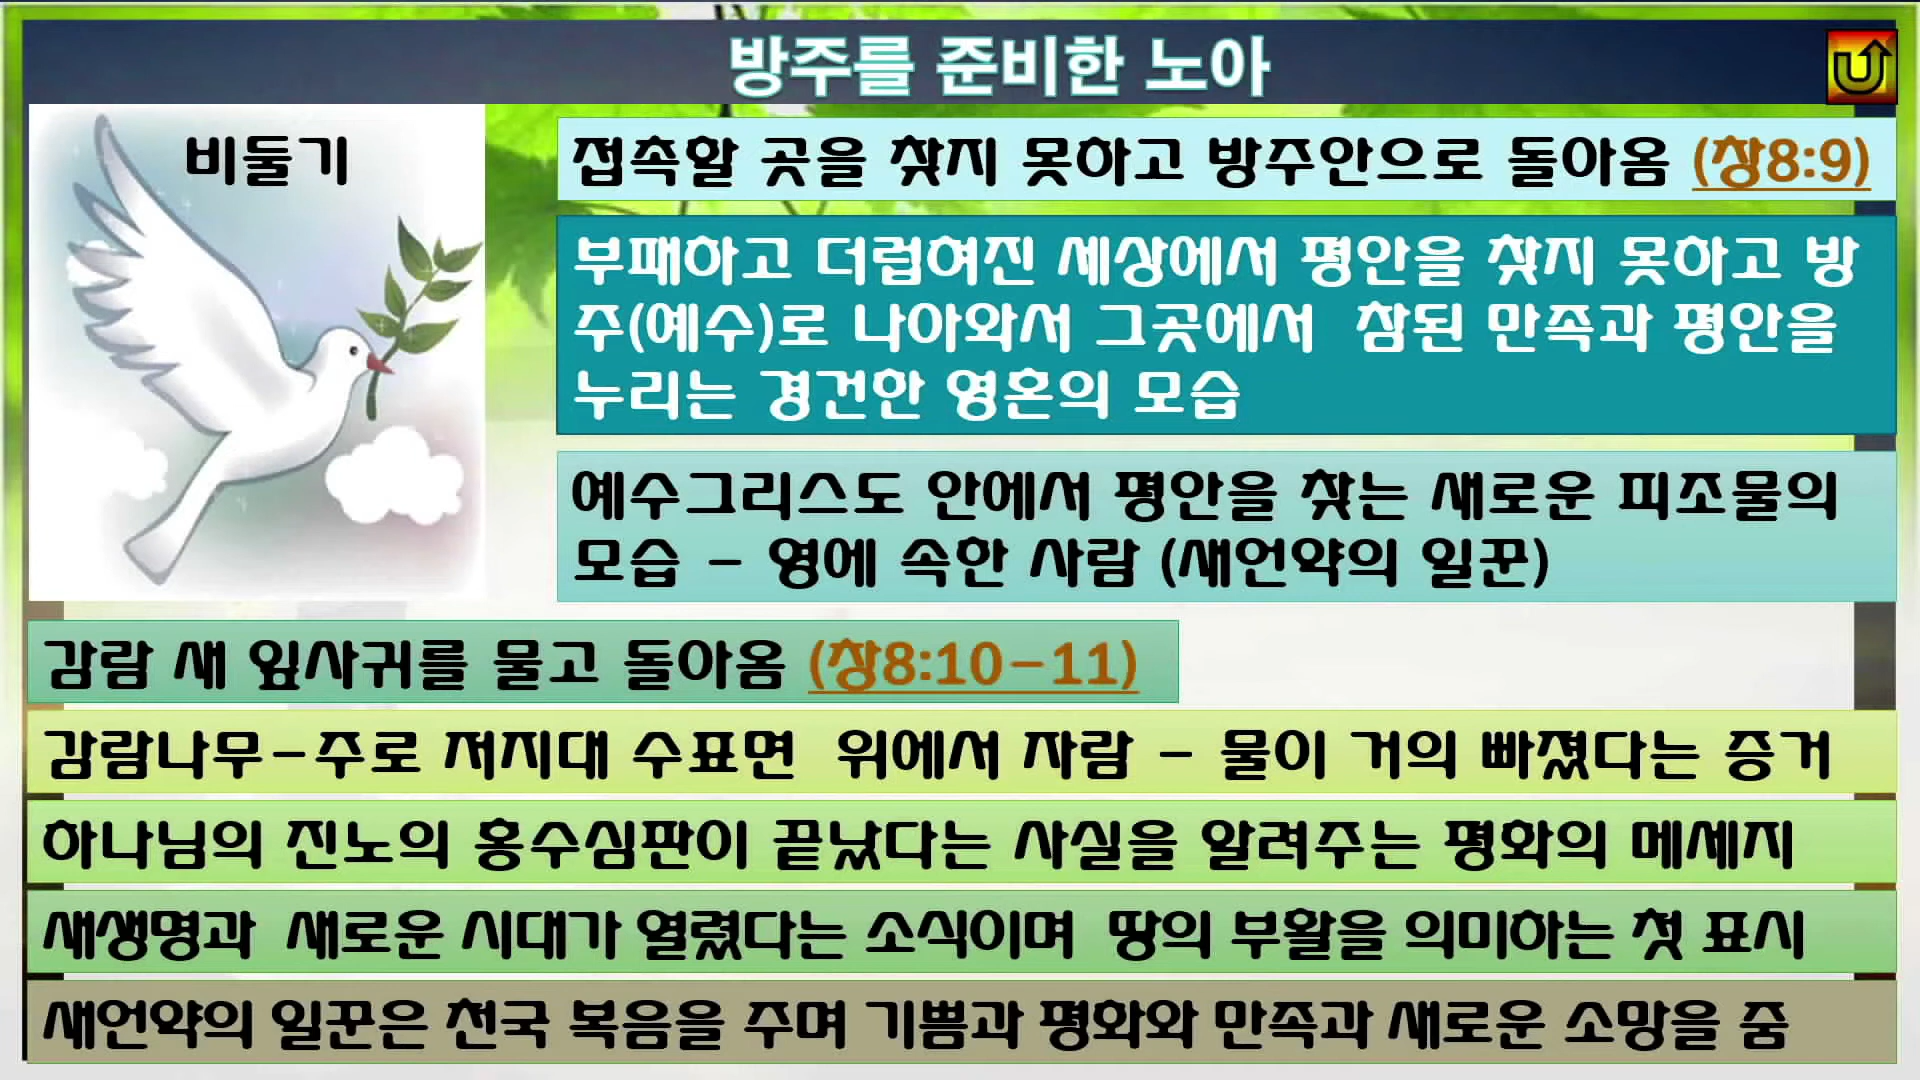 방주를 준비한 노아
비둘기
접촉할 곳을 찾지 못하고 방주안으로 돌아옴 (창8:9)
부패하고 더럽혀진 세상에서 평안을 찾지 못하고 방
주(예수)로 나아와서 그곳에서 참된 만족과 평안을
누리는 경건한 영혼의 모습
예수그리스도 안에서 평안을 찾는 새로운 피조물의
모습 - 영에 속한 사람 (새언약의 일꾼)
감람 새 잎사귀를 물고 돌아옴 (창8:10-11)
감람나무-주로 저지대 수표면 위에서 자람 - 물이 거의 빠졌다는 증거
하나님의 진노의 홍수심판이 끝났다는 사실을 알려주는 평화의 메세지
새생명과 새로운 시대가 열렸다는 소식이며 땅의 부활을 의미하는 첫 표시
새언약의 일꾼은 천국 복음을 주며 기쁨과 평화와 만족과 새로운 소망을 줌